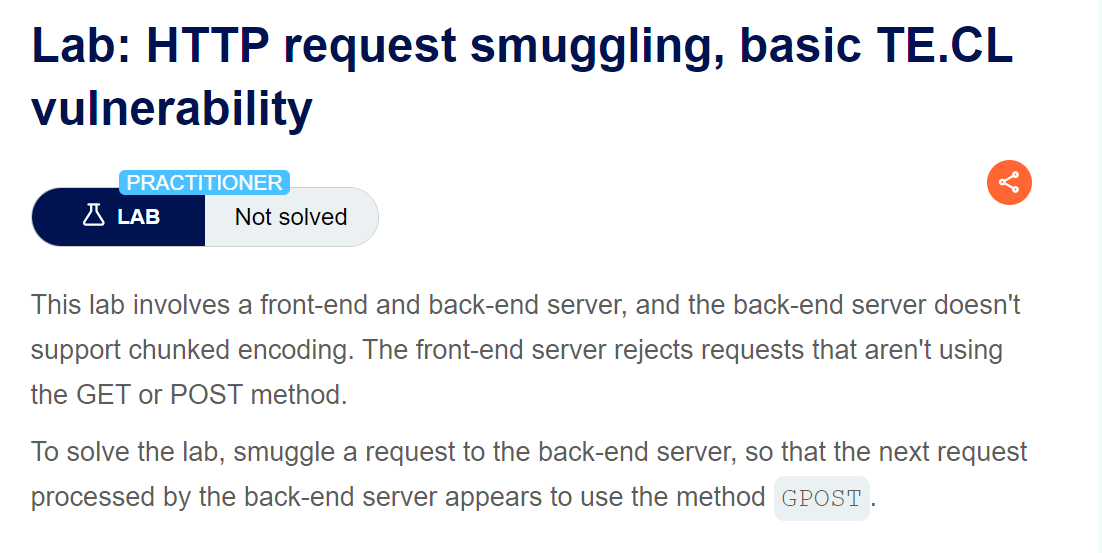 Lab: HTTP request smuggling, basic TE.CL
vulnerability
PRACTITIONER
LAB Not solved
This lab involves a front-end and back-end server, and the back-end server doesn't
support chunked encoding. The front-end server rejects requests that aren't using
the GET or POST method.
To solve the lab, smuggle a request to the back-end server, so that the next request
processed by the back-end server appears to use the method GPOST.